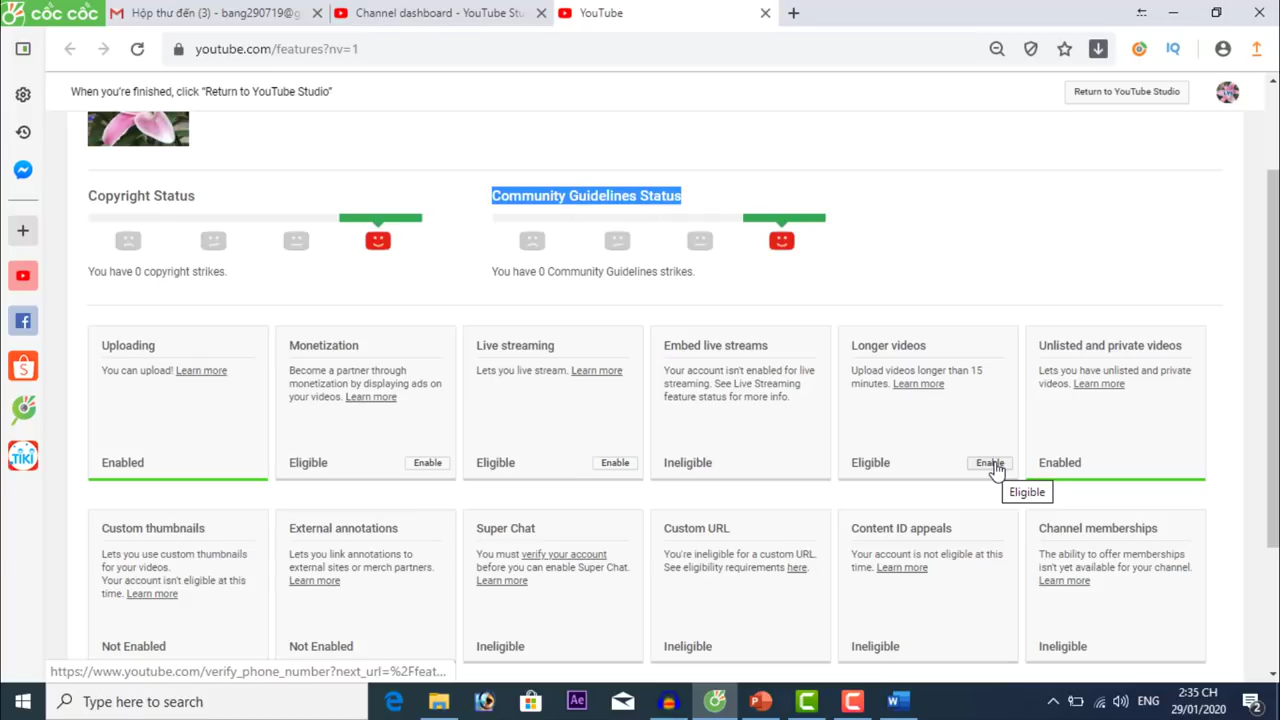 cốc cốc
Hộp thư đến (3) - bang290719@g
Channel dashboard - YouTube Stu
YouTube
youtube.com/features?nv=1
IQ
When you're finished, click "Return to YouTube Studio"
Return to YouTube Studio
Copyright Status
Community Guidelines Status
You have 0 copyright strikes.
You have 0 Community Guidelines strikes.
Uploading
You can upload! Learn more
Enabled
Monetization
Become a partner through
monetization by displaying ads on
your videos. Learn more
Eligible
Enable
Live streaming
Lets you live stream. Learn more
Eligible
Enable
Embed live streams
Your account isn't enabled for live
streaming. See Live Streaming
feature status for more info.
Ineligible
Longer videos
Upload videos longer than 15
minutes. Learn more
Eligible
Enable
Eligible
Unlisted and private videos
Lets you have unlisted and private
videos. Learn more
Enabled
Custom thumbnails
Lets you use custom thumbnails
for your videos.
Your account isn't eligible at this
time. Learn more
Not Enabled
External annotations
Lets you link annotations to
external sites or merch partners.
Learn more
Not Enabled
Super Chat
You must verify your account
before you can enable Super Chat.
Learn more
Ineligible
Custom URL
You're ineligible for a custom URL.
See eligibility requirements here.
Ineligible
Content ID appeals
Your account is not eligible at this
time. Learn more
Ineligible
Channel memberships
The ability to offer memberships
isn't yet available for your channel.
Learn more
Ineligible
TIKI
https://www.youtube.com/verify_phone_number?next_url=%2Ffeat...
Type here to search
Ae
ENG
2:35 CH
29/01/2020
2